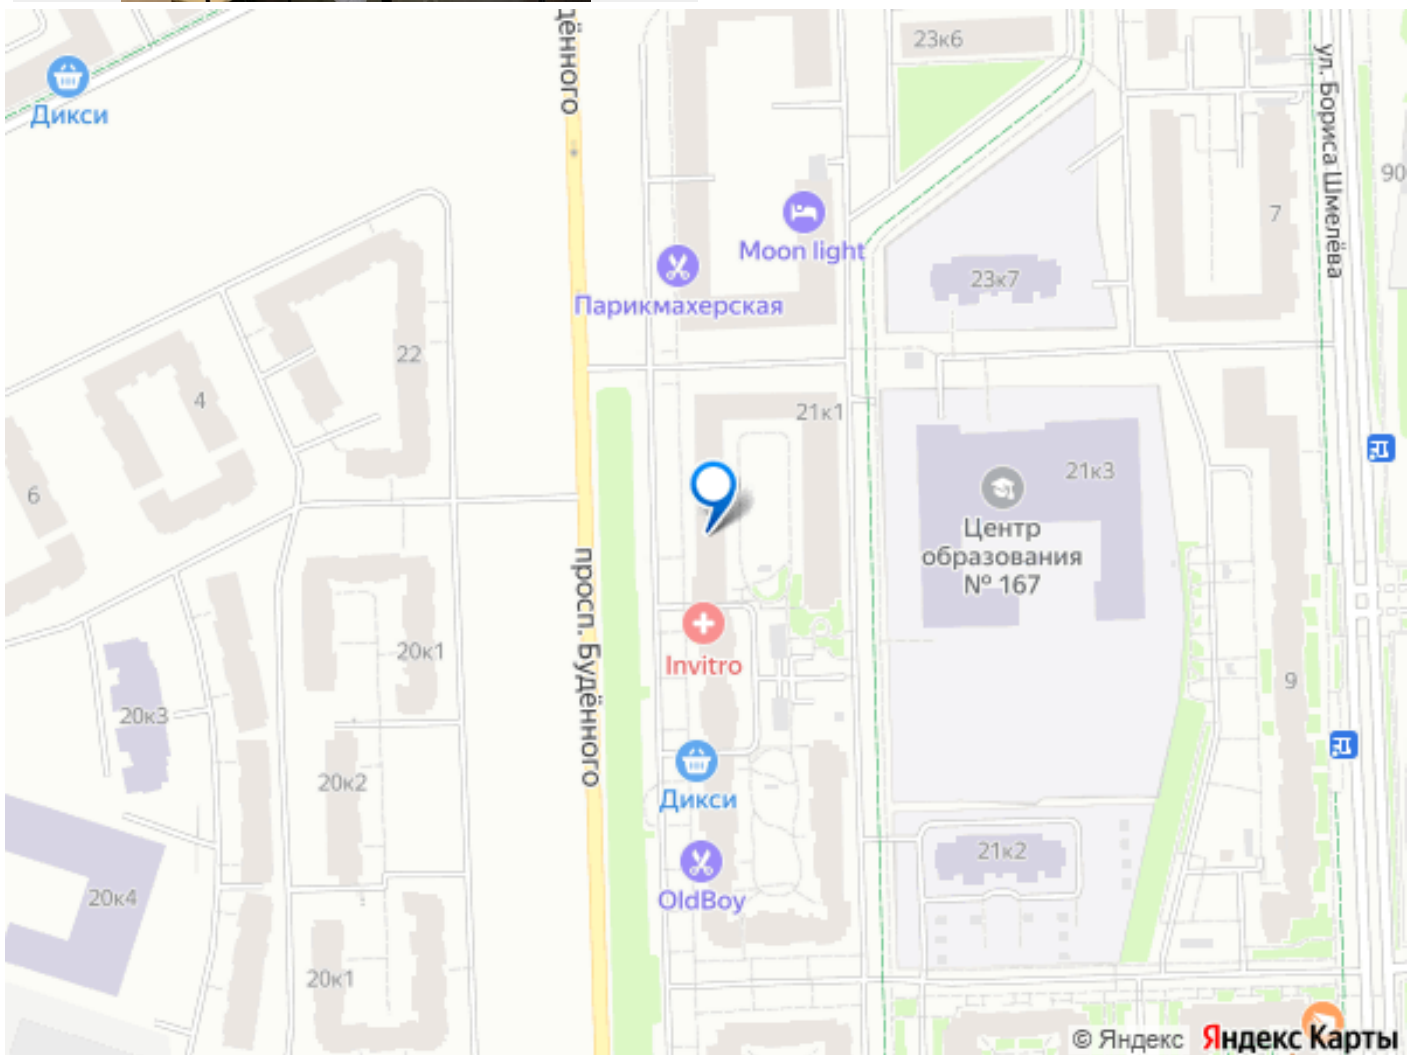 дённого
23к6
ул. Бориса Шмелёва
Дикси
90
7
Moon light
23к7
Парикмахерская
22
4
21к1
21к3
6
Центр
образования
№ 167
просп. Будённого
20к1
Invitro
9
20к3
20к2
Дикси
21к2
OldBoy
20к4
20к1
© Яндекс Яндекс Карты